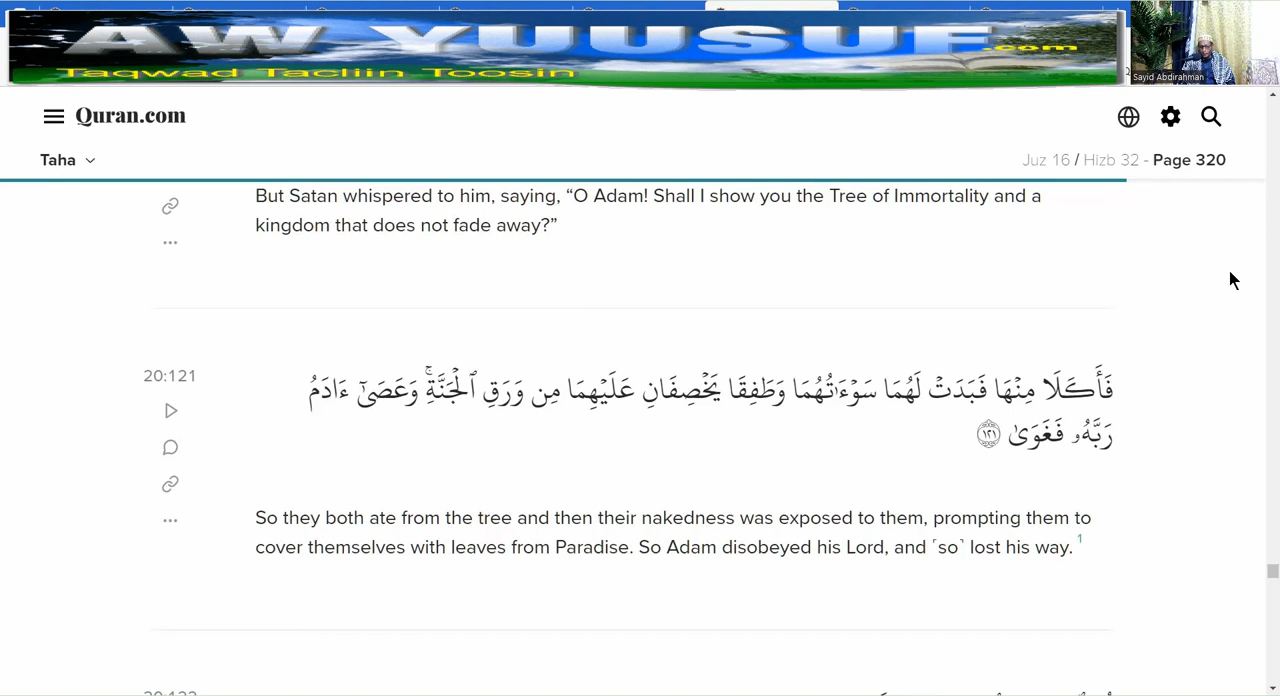 AW YUUSUF.com
Taqwad Tacliin Toosin
Sayid Abdirahman
Quran.com
Taha
Juz 16 / Hizb 32 - Page 320
But Satan whispered to him, saying, “O Adam! Shall I show you the Tree of Immortality and a
kingdom that does not fade away?”
20:121
فَأَكَلَا مِنْهَا فَبَدَتْ لَهُمَا سَوْءَٰتُهُمَا وَطَفِقَا يَخْصِفَانِ عَلَيْهِمَا مِن وَرَقِ ٱلْجَنَّةِ ۚ وَعَصَىٰٓ ءَادَمُ
رَبَّهُۥ فَغَوَىٰ ١٢١
So they both ate from the tree and then their nakedness was exposed to them, prompting them to
cover themselves with leaves from Paradise. So Adam disobeyed his Lord, and ˹so˺ lost his way. 1